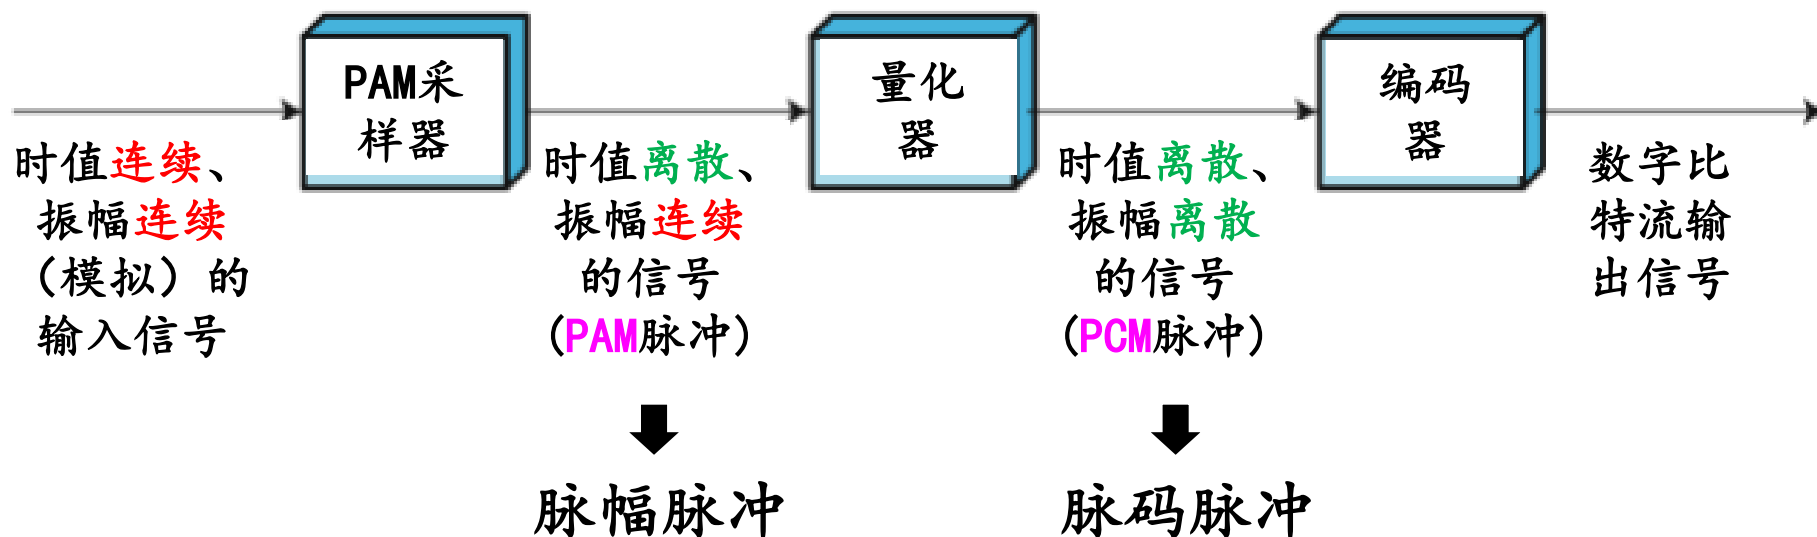 PAM采
样器
量化
器
编码
器
时值连续、
振幅连续
（模拟）的
输入信号
时值离散、
振幅连续
的信号
(PAM脉冲)
时值离散、
振幅离散
的信号
(PCM脉冲)
数字比
特流输
出信号
脉幅脉冲
脉码脉冲